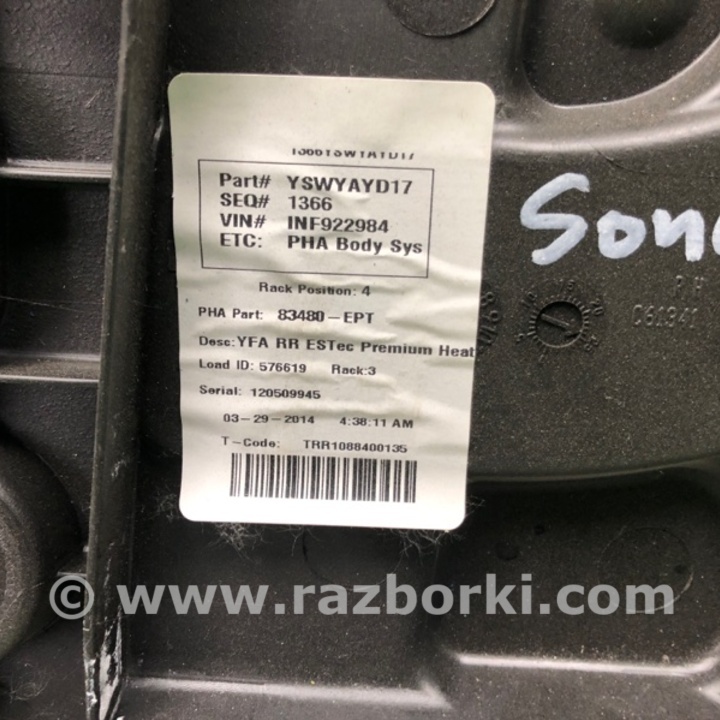 1366YSWYAYD17
Part# YSWYAYD17
SEQ# 1366
VIN# INF922984
ETC: PHA Body Sys
Rack Position: 4
PHA Part: 83480-EPT
Desc: YFA RR ESTec Premium Heat
Load ID: 576619 Rack: 3
Serial: 120509945
03-29-2014 4:38:11 AM
T-Code: TRR1088400135
Son
C61341
© www.razborki.com